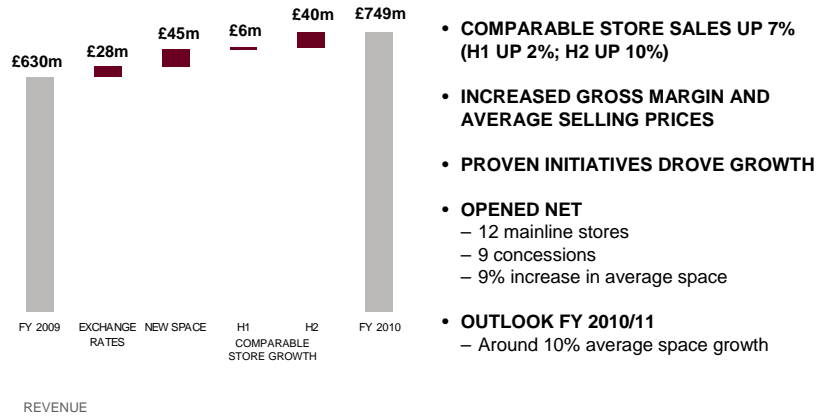 £630m
£28m
£45m
£6m
£40m
£749m
FY 2009
EXCHANGE
RATES
NEW SPACE
H1
H2
COMPARABLE
STORE GROWTH
FY 2010
REVENUE
• COMPARABLE STORE SALES UP 7%
(H1 UP 2%; H2 UP 10%)
• INCREASED GROSS MARGIN AND
AVERAGE SELLING PRICES
• PROVEN INITIATIVES DROVE GROWTH
• OPENED NET
– 12 mainline stores
– 9 concessions
– 9% increase in average space
• OUTLOOK FY 2010/11
– Around 10% average space growth